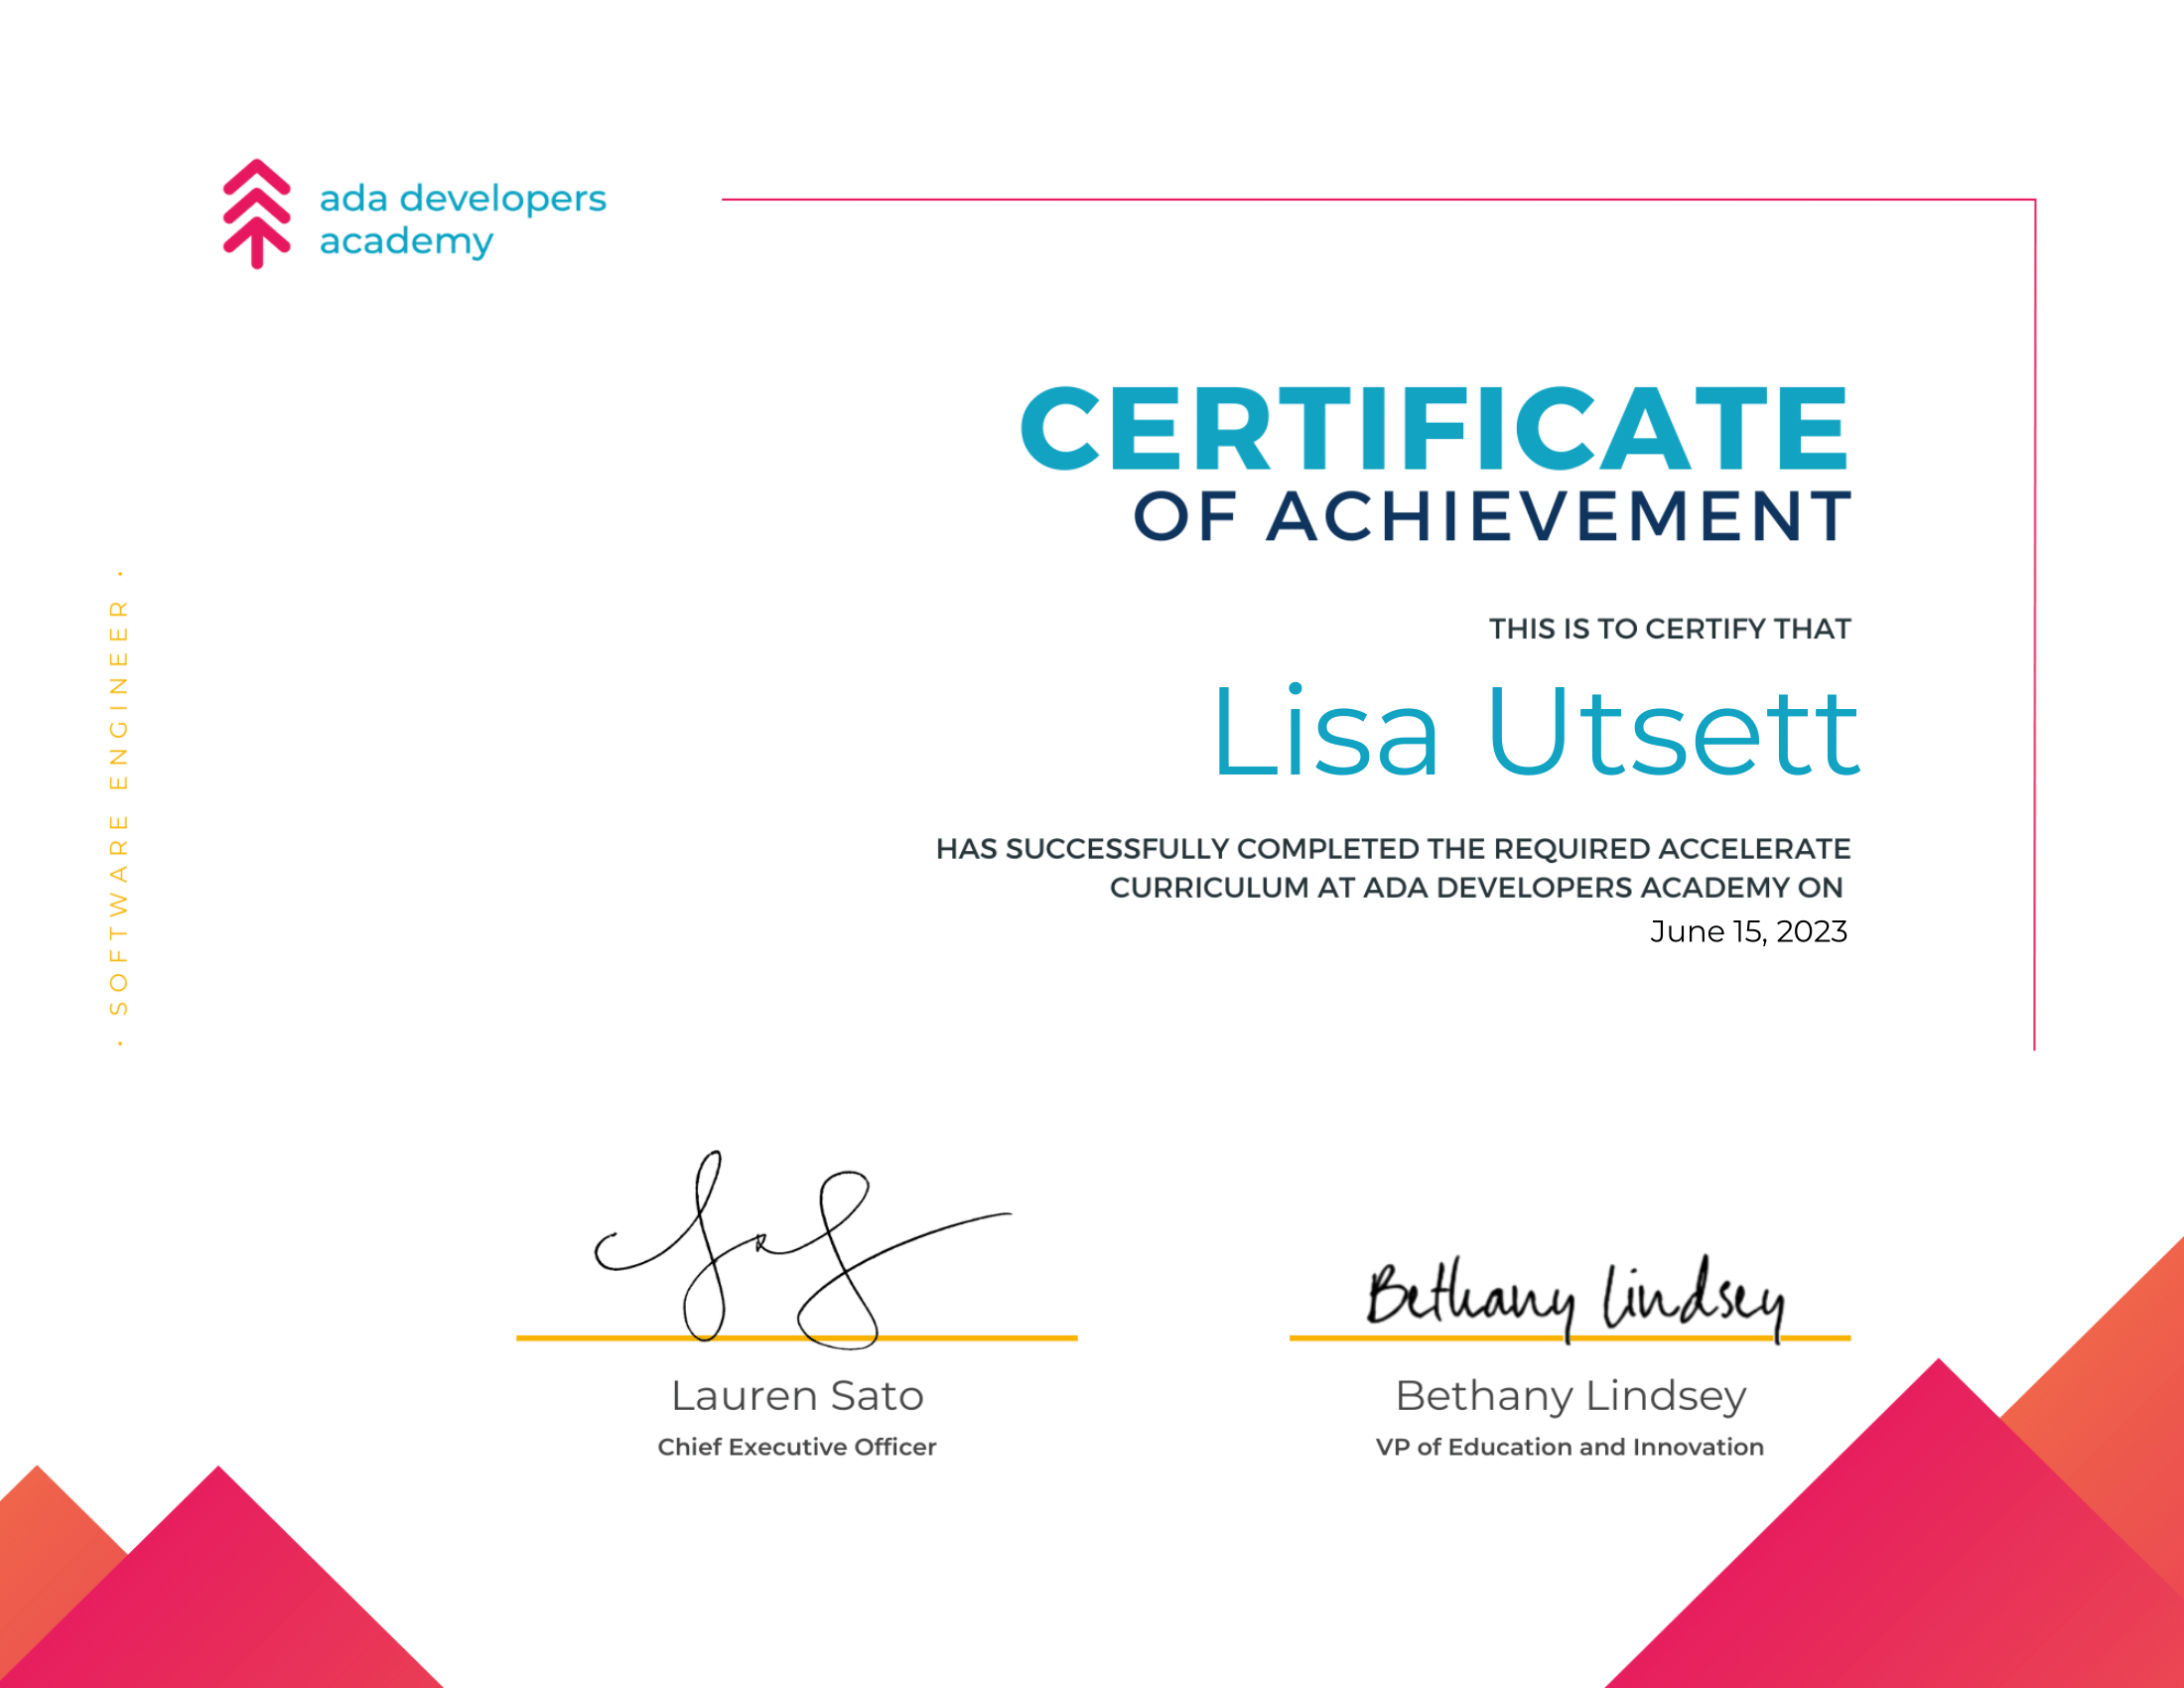 ada developers
academy
CERTIFICATE
OF ACHIEVEMENT
THIS IS TO CERTIFY THAT
Lisa Utsett
HAS SUCCESSFULLY COMPLETED THE REQUIRED ACCELERATE
CURRICULUM AT ADA DEVELOPERS ACADEMY ON
June 15, 2023
· SOFTWARE ENGINEER ·
Bethany Lindsey
Lauren Sato
Bethany Lindsey
Chief Executive Officer
VP of Education and Innovation